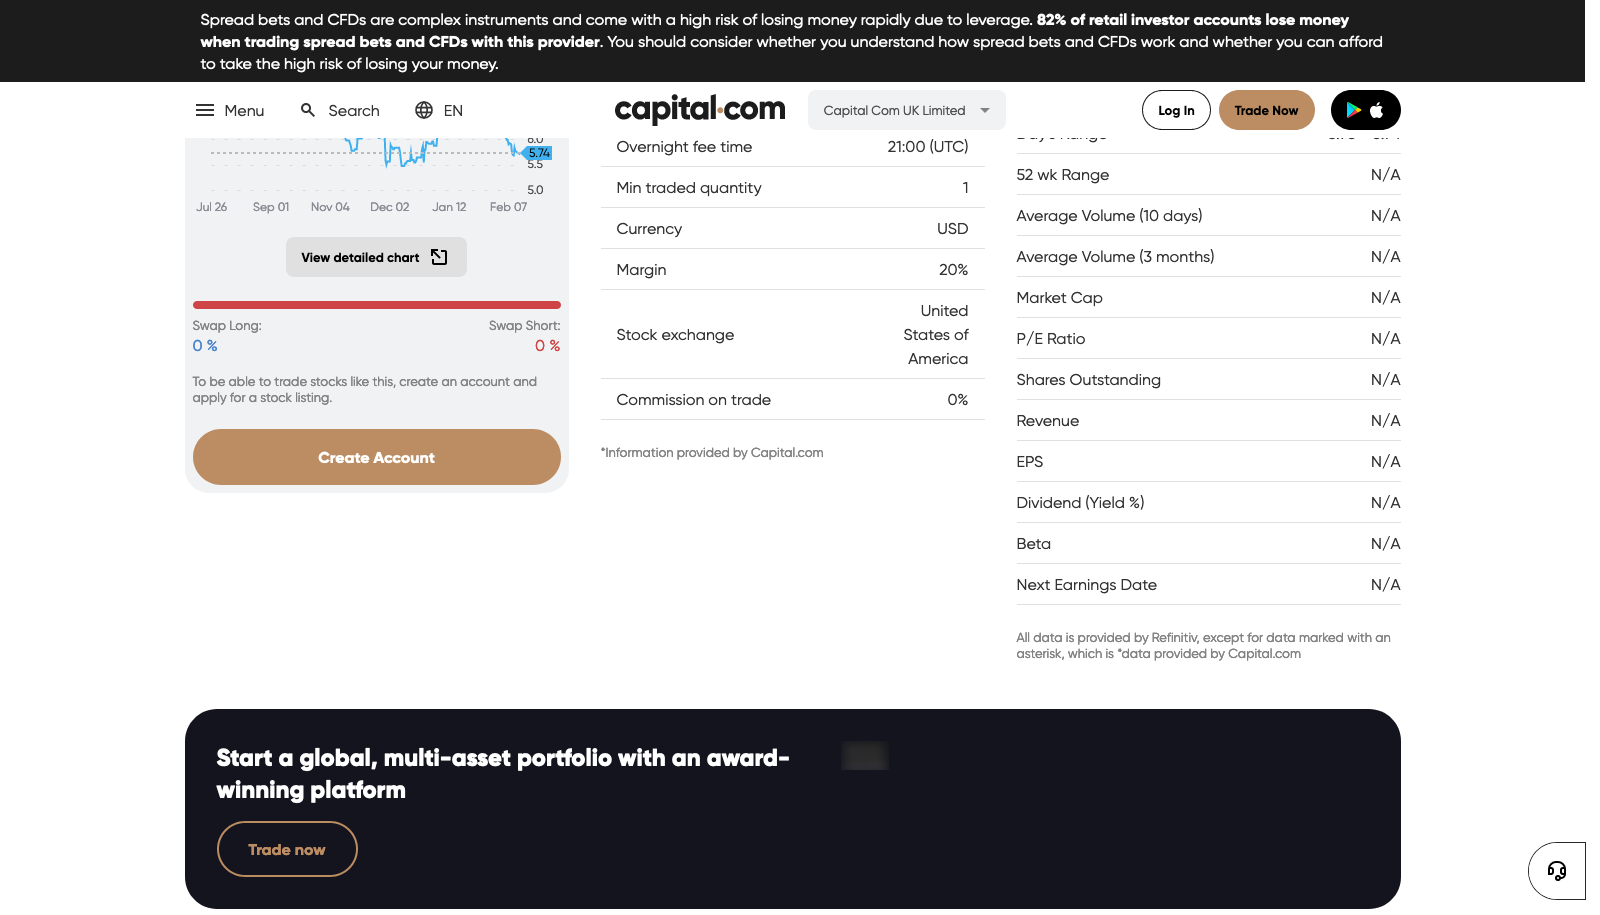 Spread bets and CFDs are complex instruments and come with a high risk of losing money rapidly due to leverage. 82% of retail investor accounts lose money
when trading spread bets and CFDs with this provider. You should consider whether you understand how spread bets and CFDs work and whether you can afford
to take the high risk of losing your money.
Menu
Search
EN
capital.com
Capital Com UK Limited
Log In
Trade Now
6.0
5.74
5.5
5.0
Jul 26
Sep 01
Nov 04
Dec 02
Jan 12
Feb 07
View detailed chart
Swap Long:
Swap Short:
0 %
0 %
To be able to trade stocks like this, create an account and
apply for a stock listing.
Create Account
Overnight fee time
21:00 (UTC)
Min traded quantity
1
Currency
USD
Margin
20%
Stock exchange
United
States of
America
Commission on trade
0%
*Information provided by Capital.com
52 wk Range
N/A
Average Volume (10 days)
N/A
Average Volume (3 months)
N/A
Market Cap
N/A
P/E Ratio
N/A
Shares Outstanding
N/A
Revenue
N/A
EPS
N/A
Dividend (Yield %)
N/A
Beta
N/A
Next Earnings Date
N/A
All data is provided by Refinitiv, except for data marked with an
asterisk, which is *data provided by Capital.com
Start a global, multi-asset portfolio with an award-
winning platform
Trade now